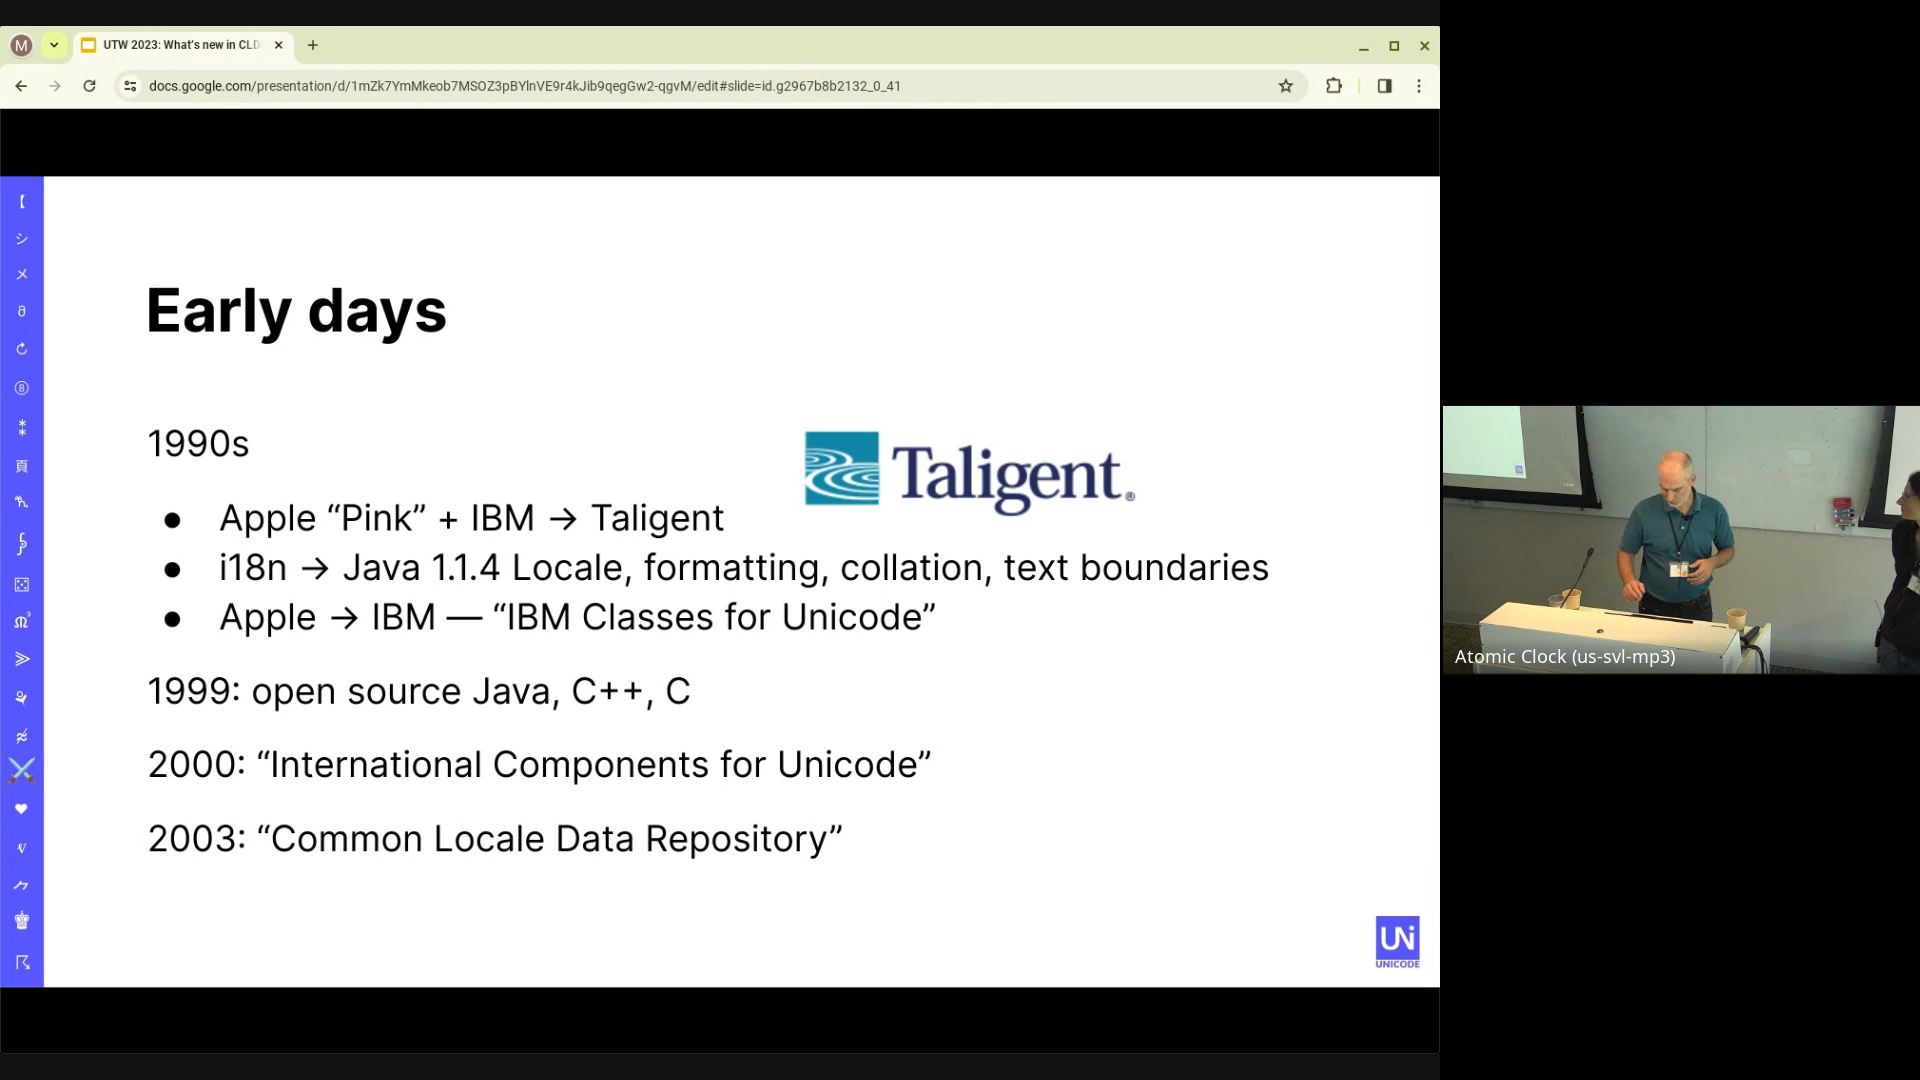 M
UTW 2023: What's new in CLD
docs.google.com/presentation/d/1mZk7YmMkeob7MSOZ3pBYlnVE9r4kJib9qegGw2-qgvM/edit#slide=id.g2967b8b2132_0_41
Early days
1990s
Taligent®
● Apple “Pink” + IBM → Taligent
● i18n → Java 1.1.4 Locale, formatting, collation, text boundaries
● Apple → IBM — “IBM Classes for Unicode”
1999: open source Java, C++, C
2000: “International Components for Unicode”
2003: “Common Locale Data Repository”
UNi
UNICODE
Atomic Clock (us-svl-mp3)